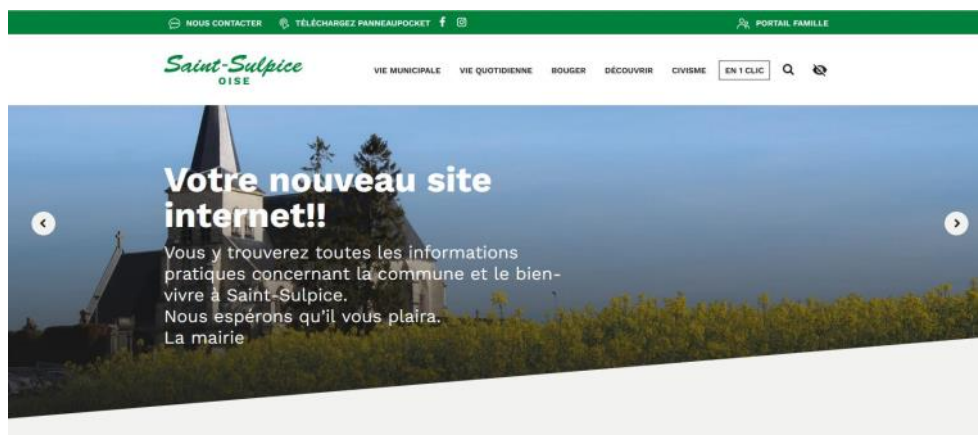 NOUS CONTACTER TÉLÉCHARGEZ PANNEAUPOCKET PORTAIL FAMILLE
Saint-Sulpice
OISE
VIE MUNICIPALE VIE QUOTIDIENNE BOUGER DÉCOUVRIR CIVISME EN 1 CLIC
Votre nouveau site
internet!!
Vous y trouverez toutes les informations
pratiques concernant la commune et le bien-
vivre à Saint-Sulpice.
Nous espérons qu'il vous plaira.
La mairie